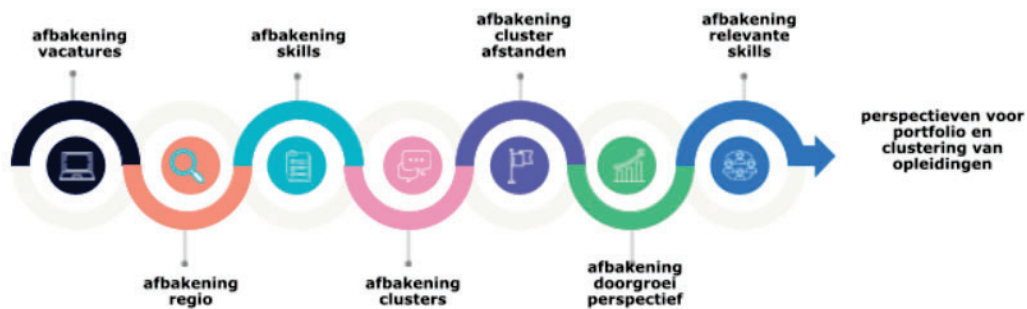 afbakening
vacatures
afbakening
regio
afbakening
skills
afbakening
clusters
afbakening
cluster
afstanden
afbakening
doorgroei
perspectief
afbakening
relevante
skills
perspectieven voor
portfolio en
clustering van
opleidingen